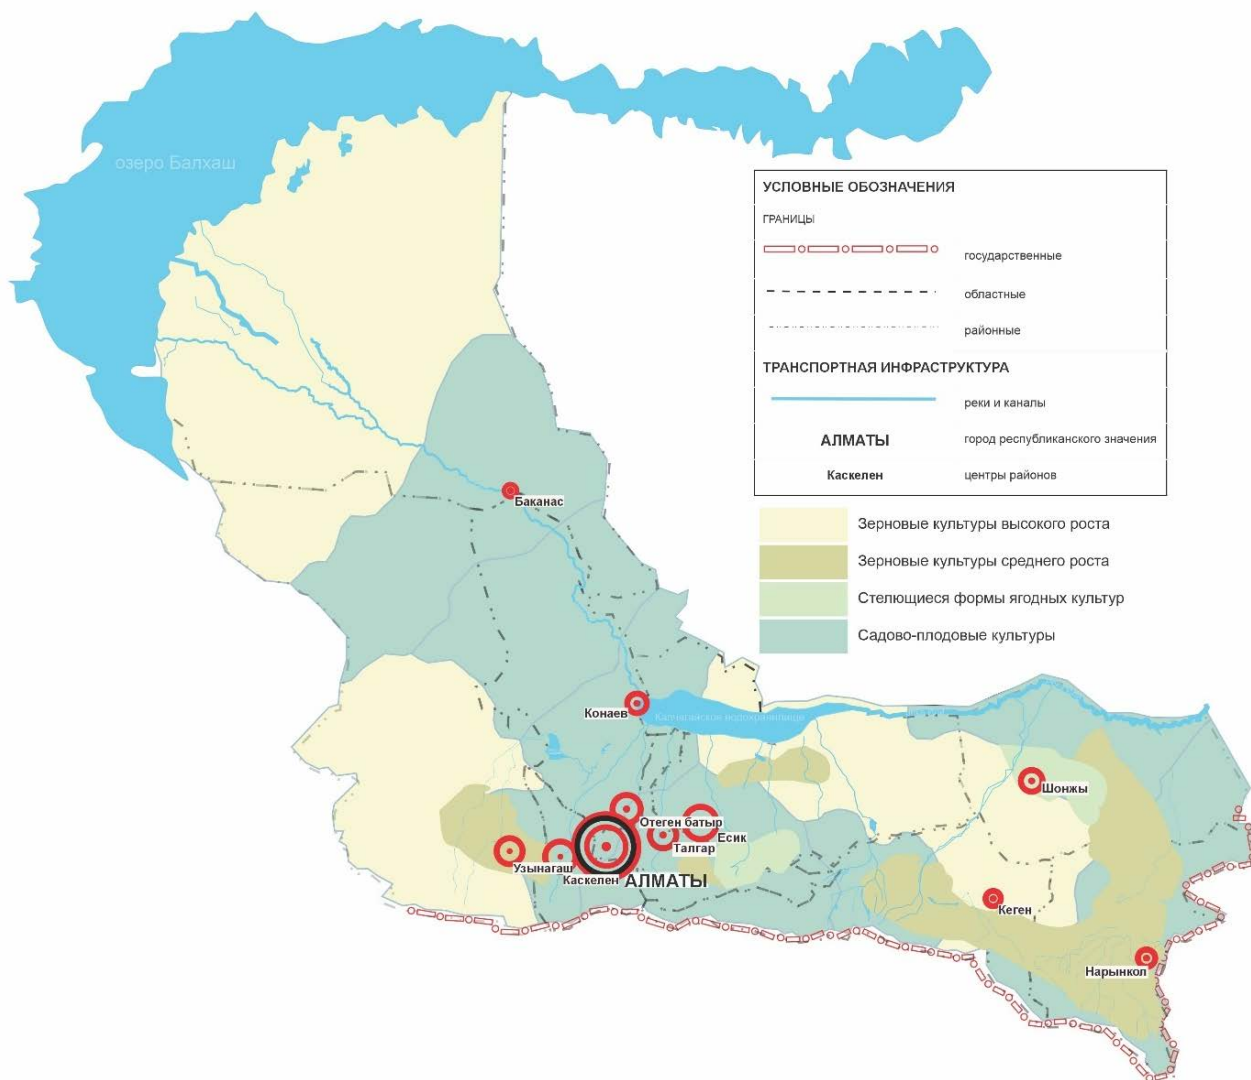 озеро Балхаш
УСЛОВНЫЕ ОБОЗНАЧЕНИЯ
ГРАНИЦЫ
государственные
областные
районные
ТРАНСПОРТНАЯ ИНФРАСТРУКТУРА
реки и каналы
АЛМАТЫ город республиканского значения
Каскелен центры районов
Зерновые культуры высокого роста
Зерновые культуры среднего роста
Стелющиеся формы ягодных культур
Садово-плодовые культуры
Баканас
Конаев
Капчагайское водохранилище
Шонжы
Отеген батыр
Есик
Талгар
Узынагаш
Каскелен
АЛМАТЫ
Кеген
Нарынкол